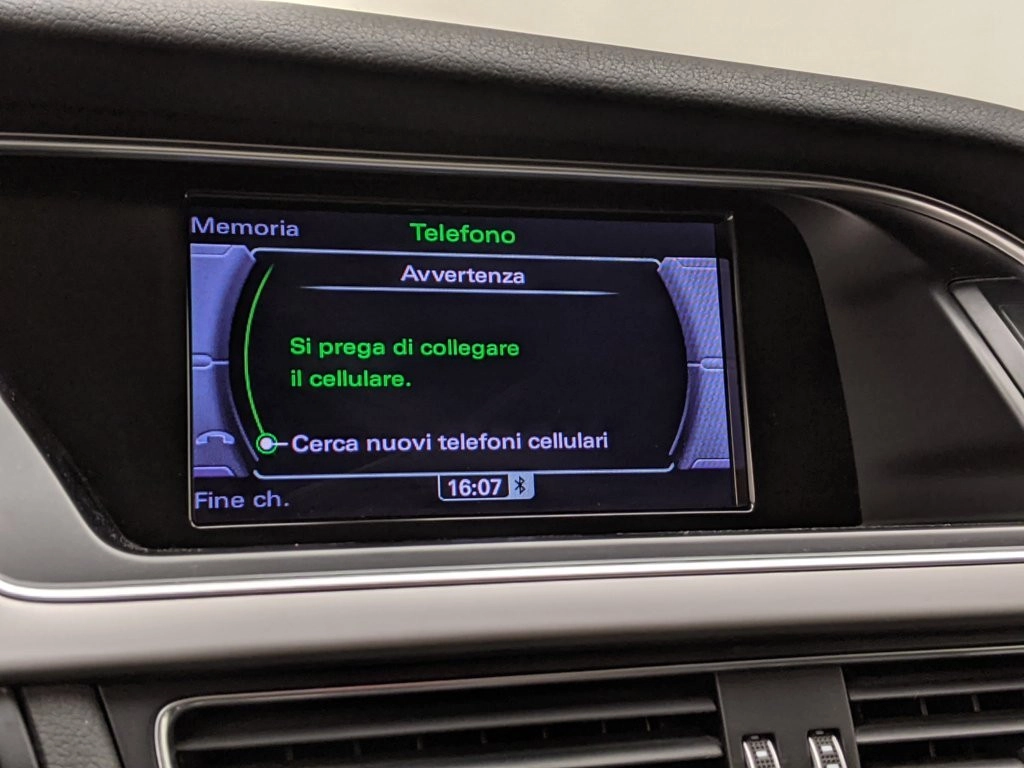 Memoria
Telefono
Avvertenza
Si prega di collegare
il cellulare.
Cerca nuovi telefoni cellulari
16:07
Fine ch.